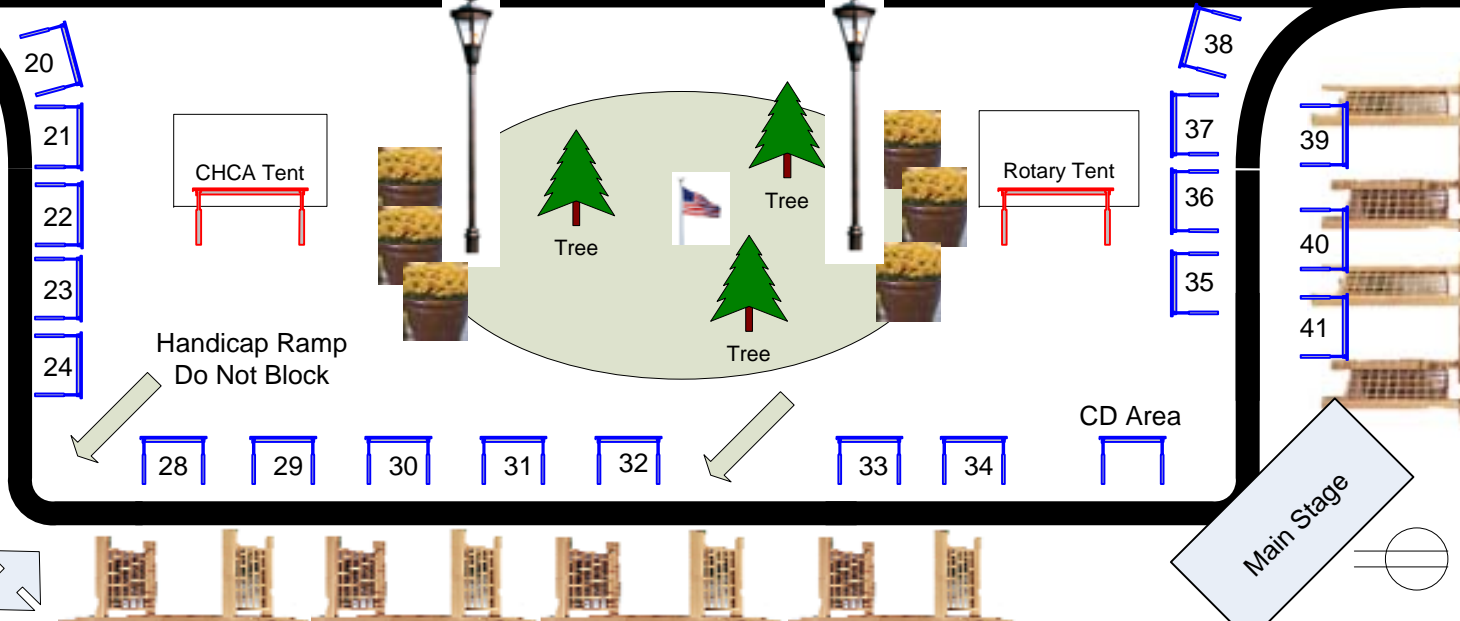 20
38
21
37
39
CHCA Tent
Rotary Tent
Tree
36
22
40
Tree
35
23
41
Handicap Ramp
Do Not Block
Tree
24
CD Area
28
29
30
31
32
33
34
Main Stage